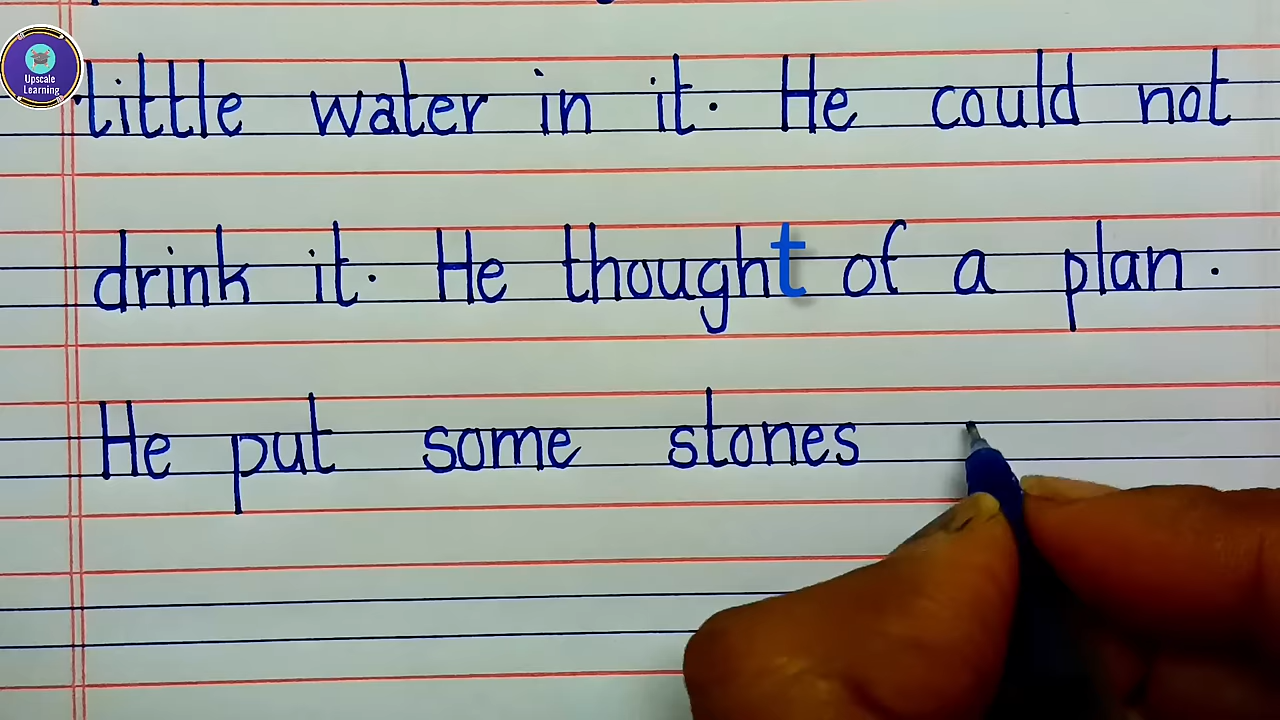 Upscale
Learning
little water in it. He could not
drink it. He thought of a plan.
He put some stones